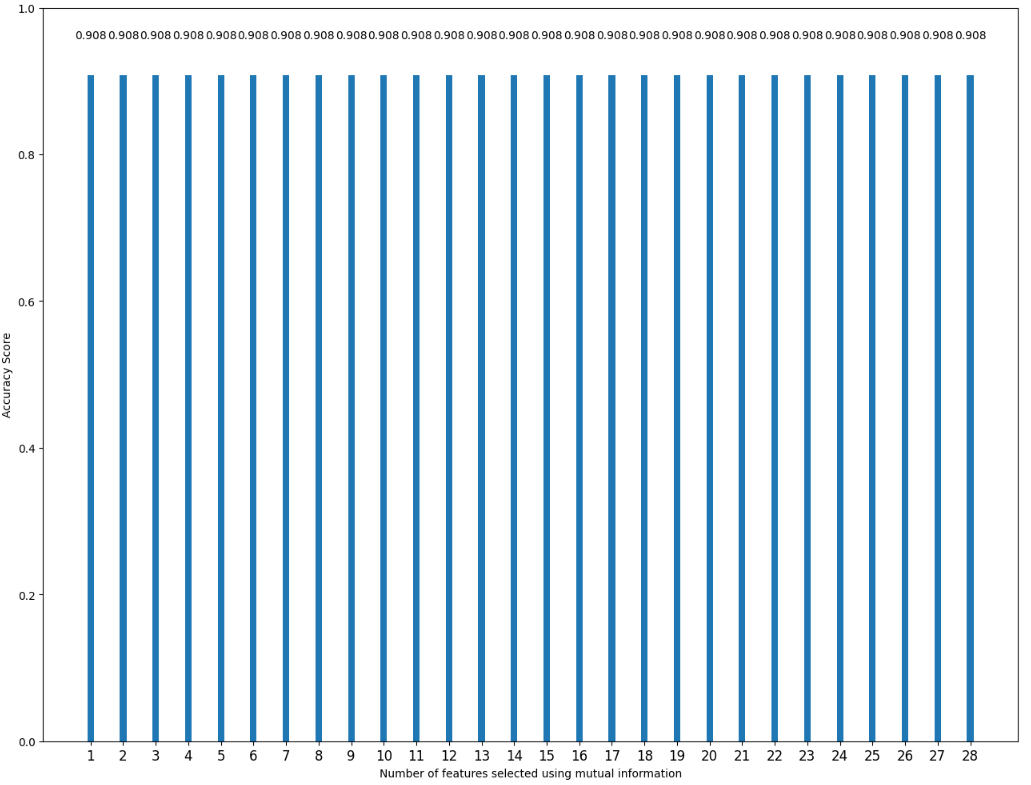 1.0
0.908 0.908 0.908 0.908 0.908 0.908 0.908 0.908 0.908 0.908 0.908 0.908 0.908 0.908 0.908 0.908 0.908 0.908 0.908 0.908 0.908 0.908 0.908 0.908 0.908 0.908 0.908 0.908
0.8
0.6
Accuracy Score
0.4
0.2
0.0
1 2 3 4 5 6 7 8 9 10 11 12 13 14 15 16 17 18 19 20 21 22 23 24 25 26 27 28
Number of features selected using mutual information